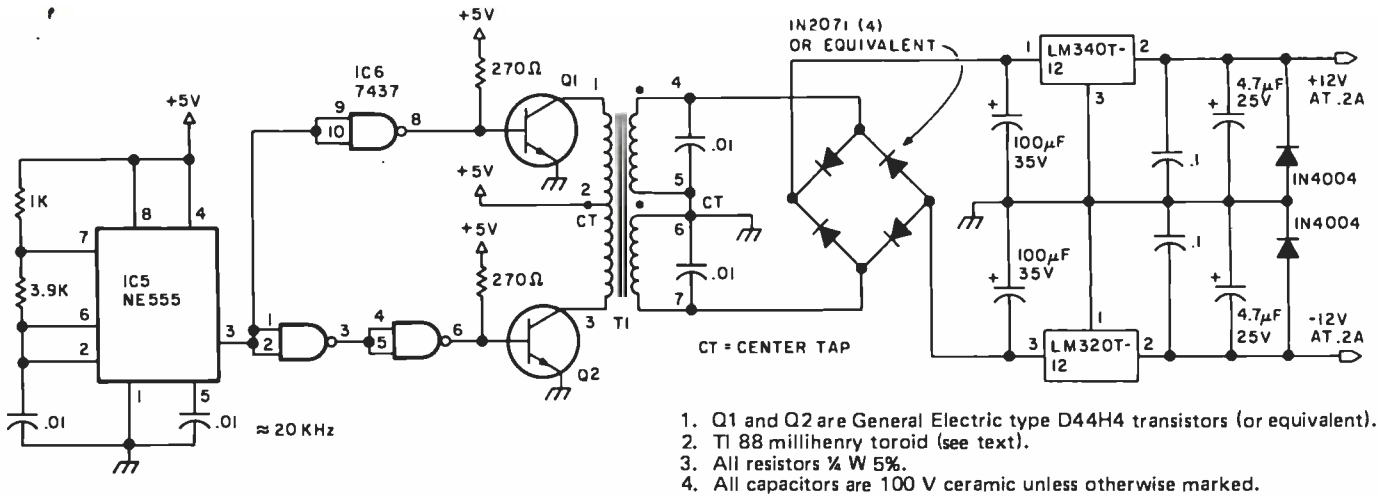 +5V
1N2071 (4)
OR EQUIVALENT
1
LM340T-
12
2
3
+12V
AT .2A
4.7µF
25V
+
+
100µF
35V
.1
1N4004
IC6
7437
270Ω
Q1
1
4
9
10
8
+5V
.01
1K
+5V
2
CT
5
CT
8
4
7
6
1N4004
+5V
100µF
35V
+
.1
IC5
NE555
3.9K
270Ω
.01
+
4.7µF
25V
6
3
1
2
3
4
5
6
3
7
T1
1
-12V
AT .2A
2
CT = CENTER TAP
3
LM320T-
12
2
Q2
1
5
.01
.01
≈ 20 KHz
1. Q1 and Q2 are General Electric type D44H4 transistors (or equivalent).
2. T1 88 millihenry toroid (see text).
3. All resistors ¼ W 5%.
4. All capacitors are 100 V ceramic unless otherwise marked.